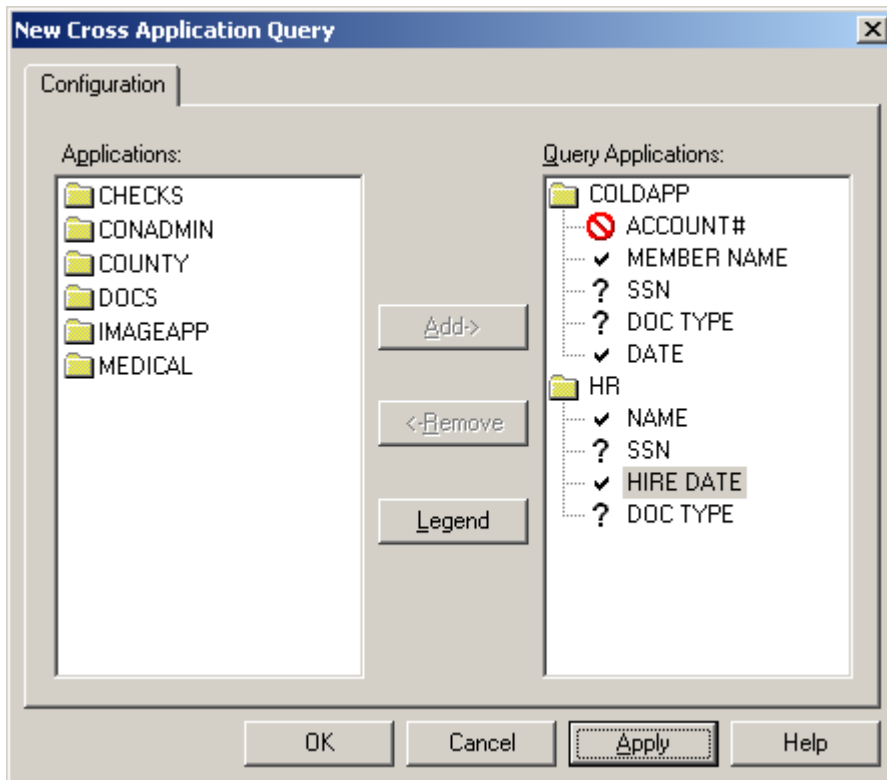 New Cross Application Query
Configuration
Applications:
CHECKS
CONADMIN
COUNTY
DOCS
IMAGEAPP
MEDICAL
Add->
<-Remove
Legend
Query Applications:
COLDAPP
ACCOUNT#
MEMBER NAME
? SSN
? DOC TYPE
DATE
HR
NAME
? SSN
HIRE DATE
? DOC TYPE
OK
Cancel
Apply
Help